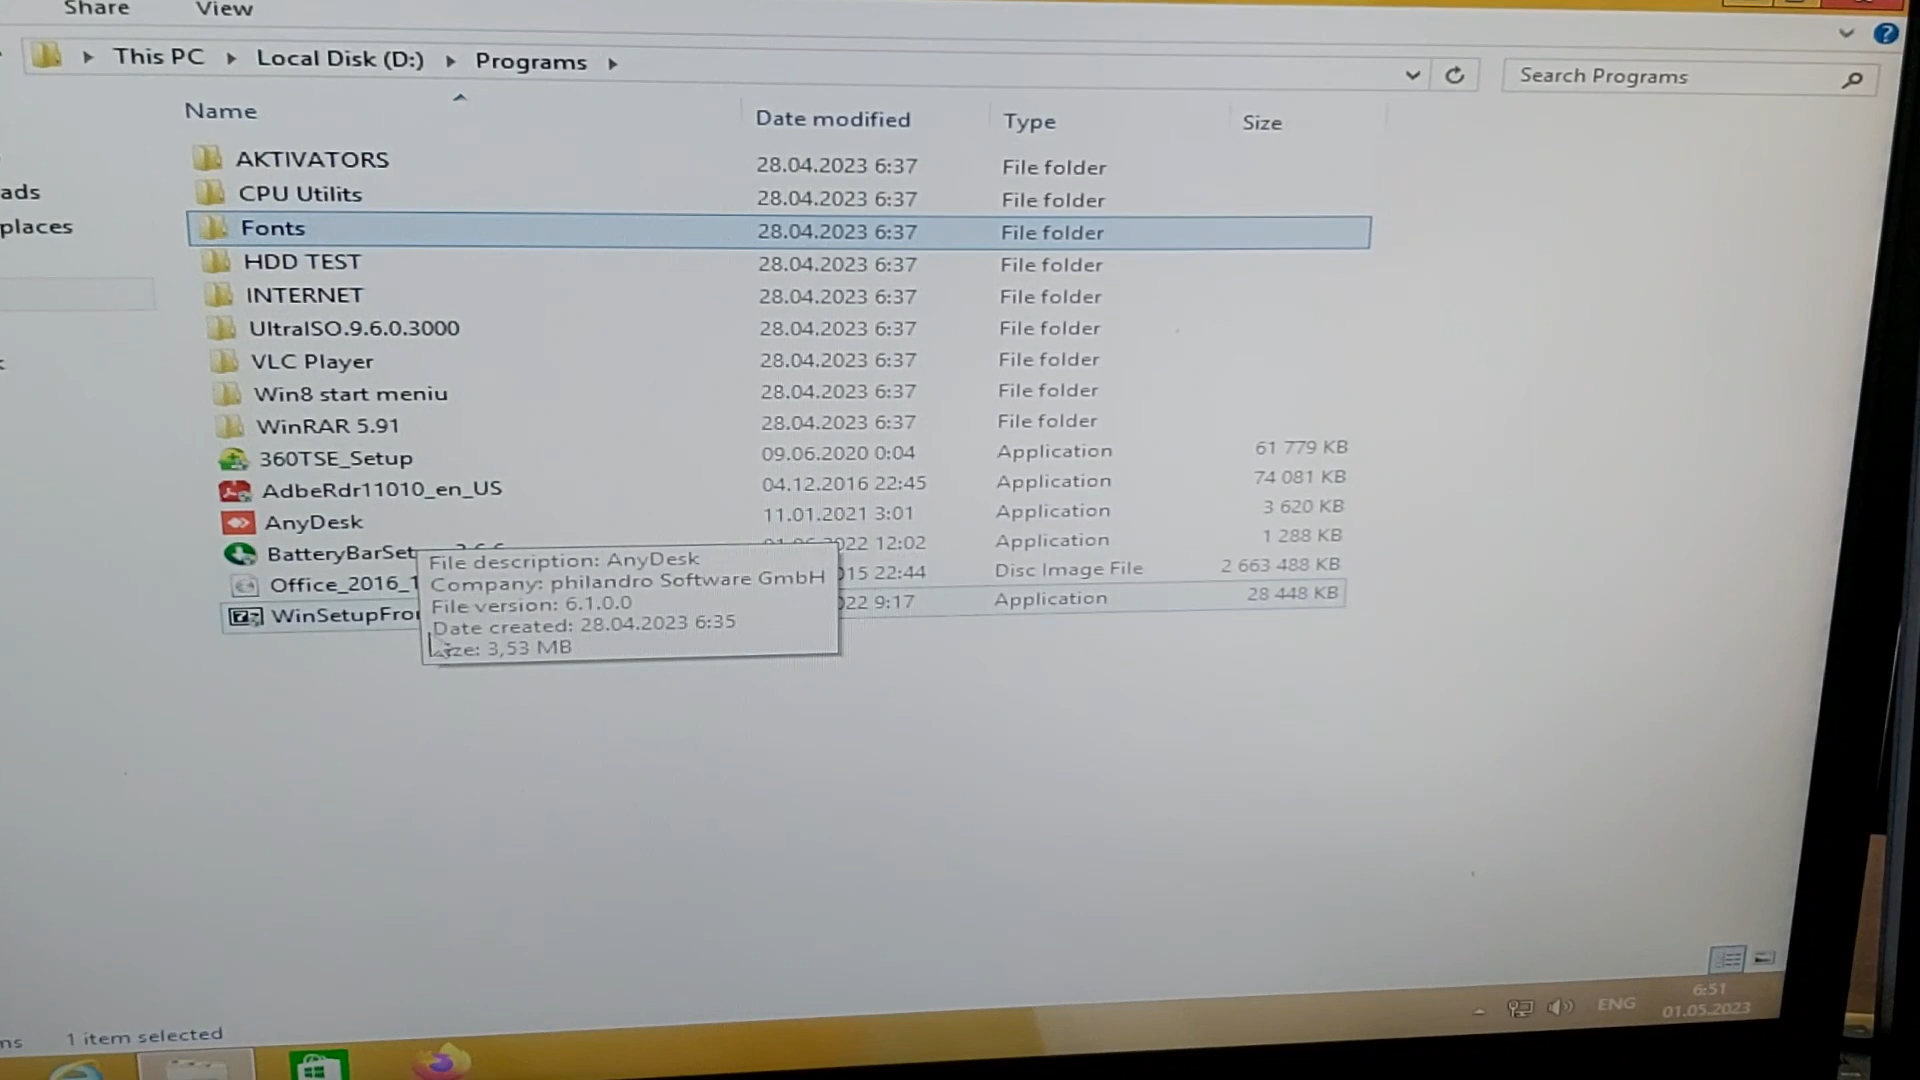 Share View
This PC Local Disk (D:) Programs Search Programs
Name Date modified Type Size
AKTIVATORS 28.04.2023 6:37 File folder
ads CPU Utilits 28.04.2023 6:37 File folder
places Fonts 28.04.2023 6:37 File folder
HDD TEST 28.04.2023 6:37 File folder
INTERNET 28.04.2023 6:37 File folder
UltraISO.9.6.0.3000 28.04.2023 6:37 File folder
VLC Player 28.04.2023 6:37 File folder
Win8 start meniu 28.04.2023 6:37 File folder
WinRAR 5.91 28.04.2023 6:37 File folder
360TSE_Setup 09.06.2020 0:04 Application 61 779 KB
AdbeRdr11010_en_US 04.12.2016 22:45 Application 74 081 KB
AnyDesk 11.01.2021 3:01 Application 3 620 KB
BatteryBarSet 022 12:02 Application 1 288 KB
Office_2016_1 015 22:44 Disc Image File 2 663 488 KB
WinSetupFro 022 9:17 Application 28 448 KB
File description: AnyDesk
Company: philandro Software GmbH
File version: 6.1.0.0
Date created: 28.04.2023 6:35
ize: 3,53 MB
ms 1 item selected
ENG 6:51
01.05.2023